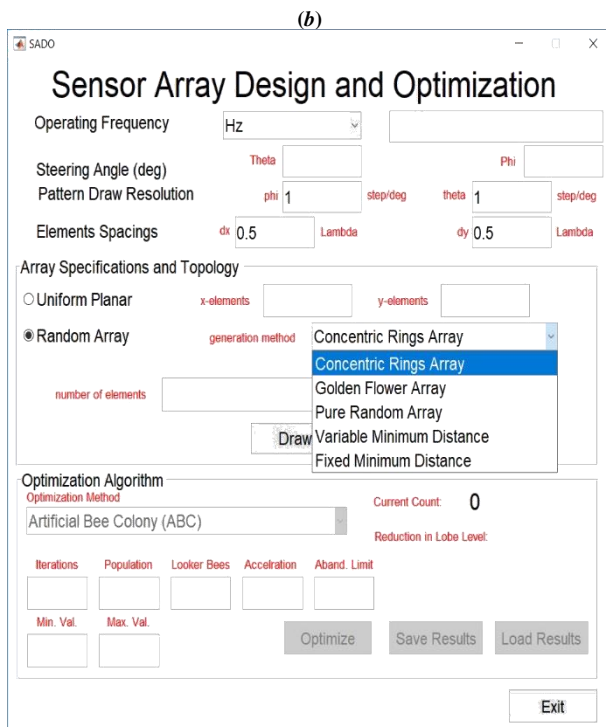 (b)
SADO
Sensor Array Design and Optimization
Operating Frequency Hz
Steering Angle (deg) Theta Phi
Pattern Draw Resolution phi 1 step/deg theta 1 step/deg
Elements Spacings dx 0.5 Lambda dy 0.5 Lambda
Array Specifications and Topology
Uniform Planar x-elements y-elements
Random Array generation method Concentric Rings Array
Concentric Rings Array
Golden Flower Array
number of elements
Pure Random Array
Draw Variable Minimum Distance
Fixed Minimum Distance
Optimization Algorithm
Optimization Method Current Count: 0
Artificial Bee Colony (ABC)
Reduction in Lobe Level:
Iterations Population Looker Bees Accelration Aband. Limit
Min. Val. Max. Val.
Optimize Save Results Load Results
Exit